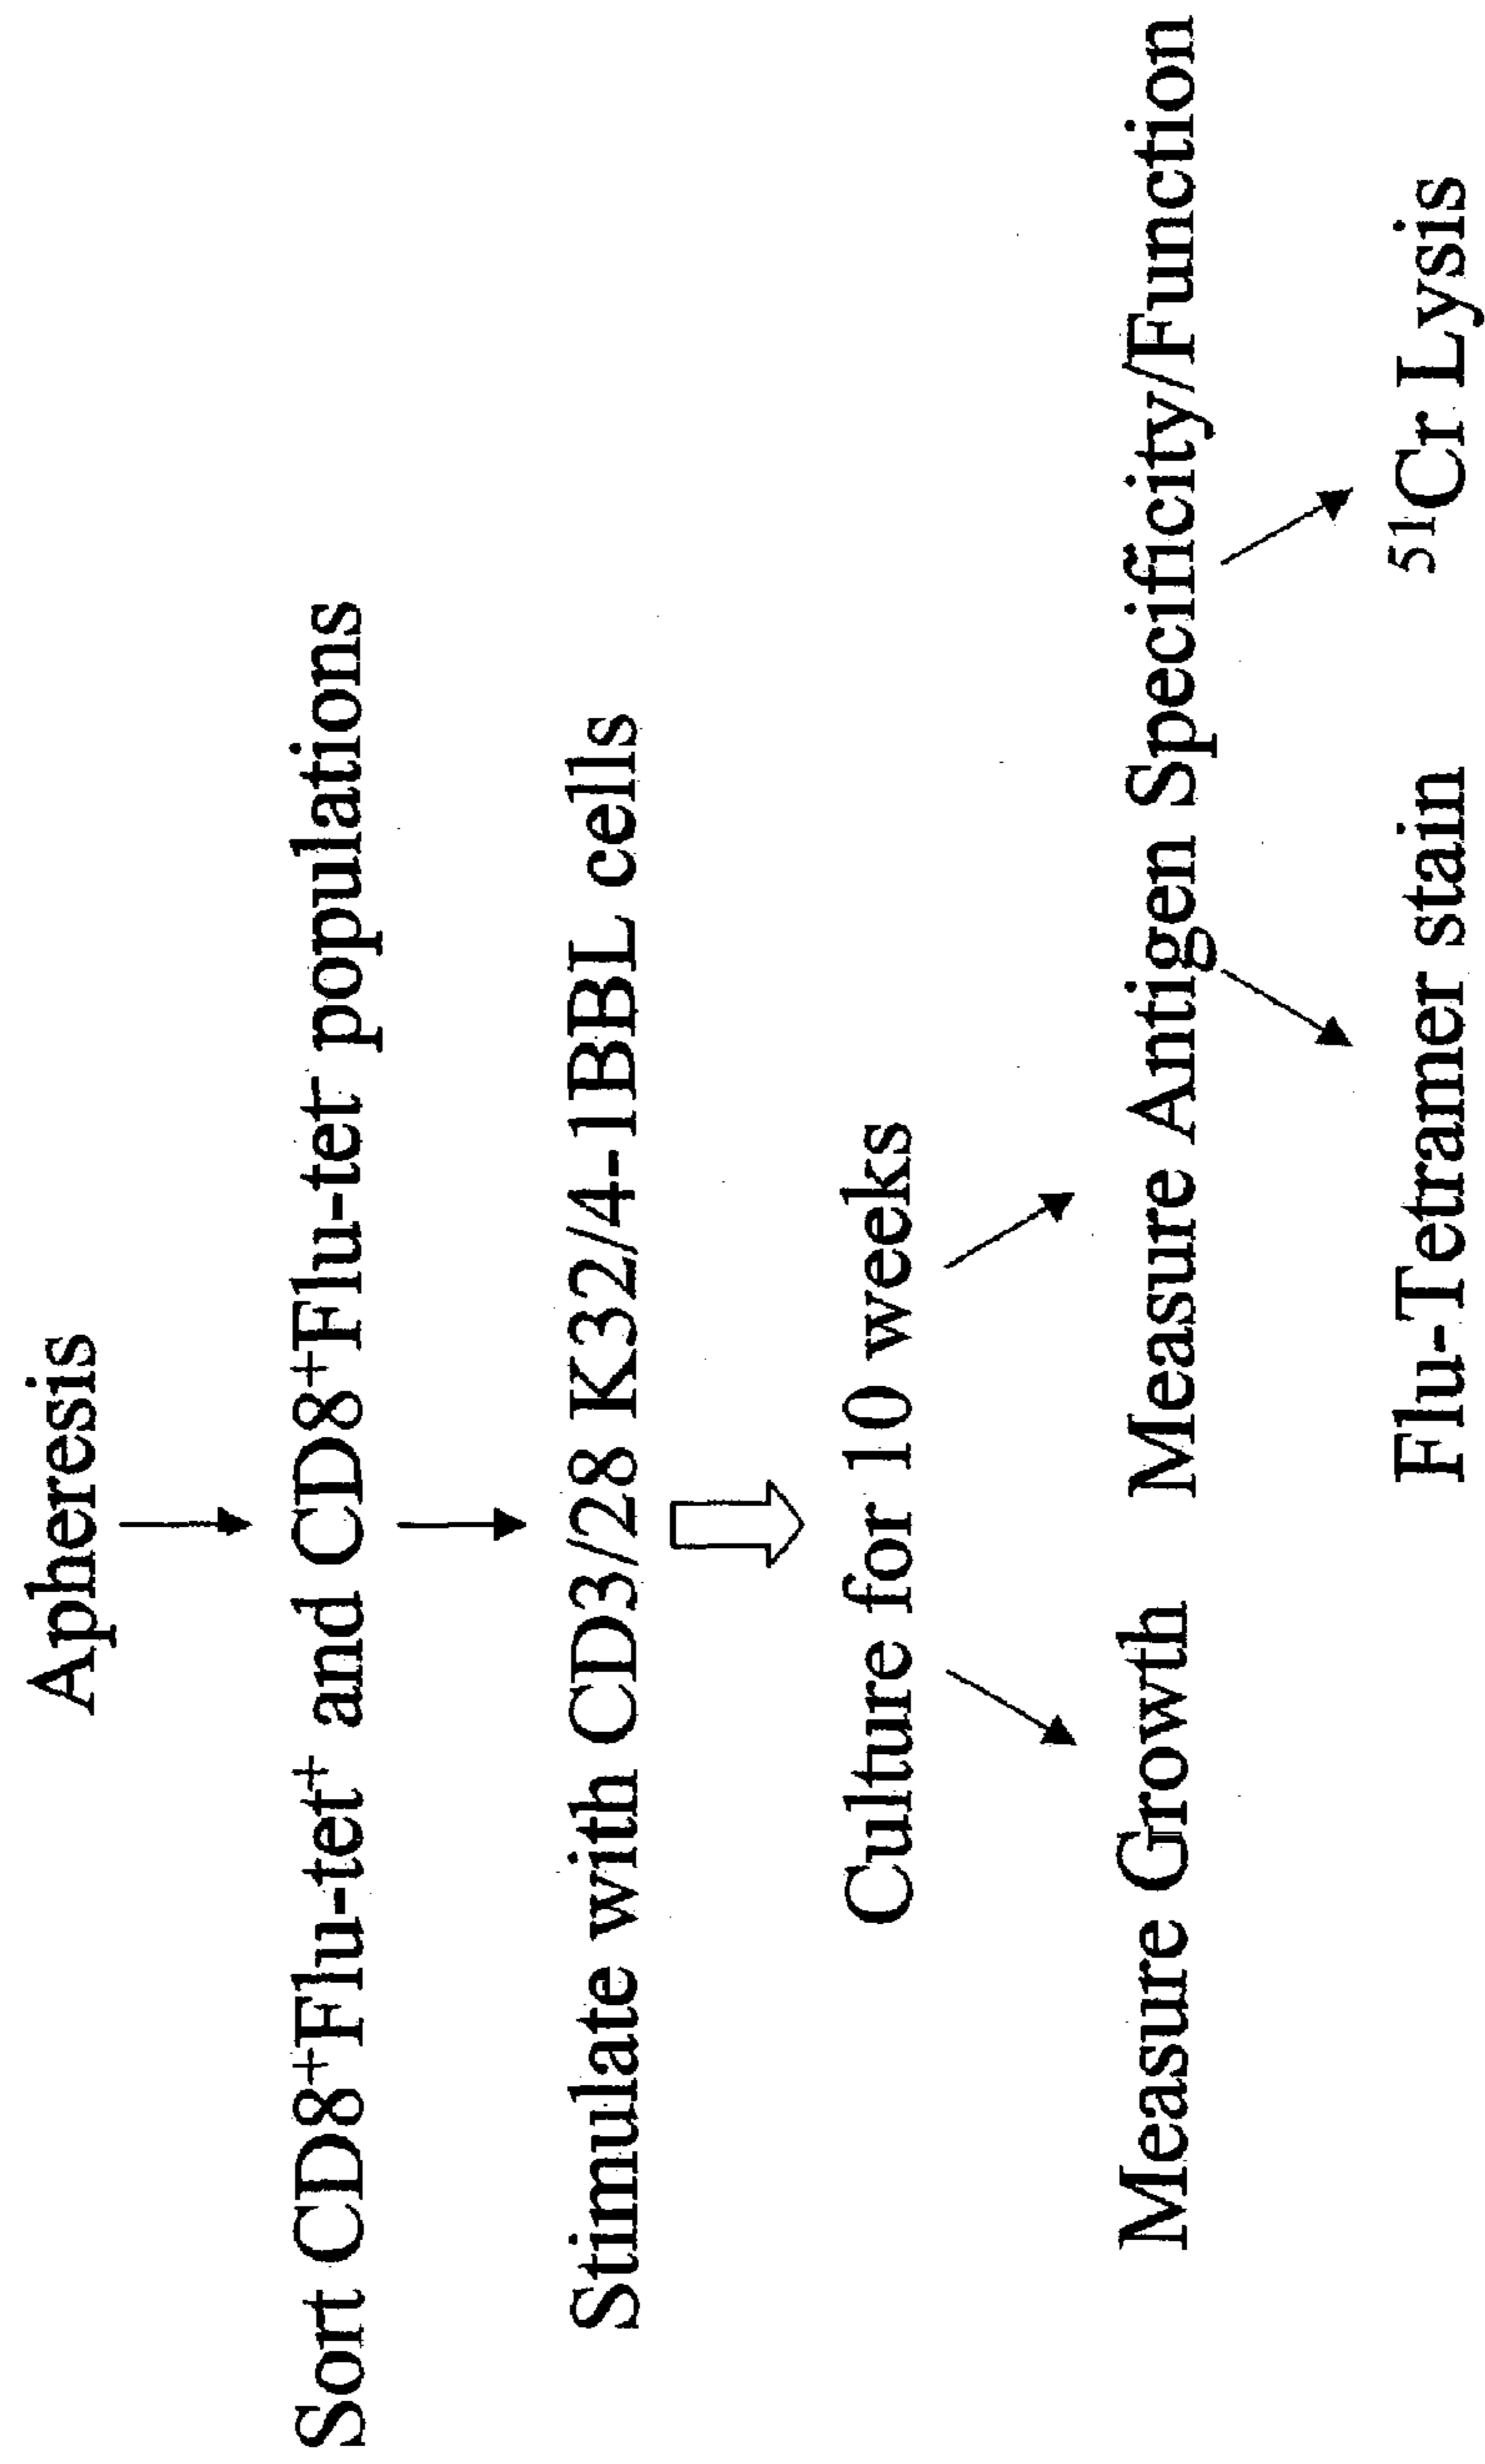 Apheresis
Sort CD8⁺Flu-tet⁺ and CD8⁺Flu-tet⁻ populations
Stimulate with CD3/28 K32/4-1BBL cells
Culture for 10 weeks
Measure Growth Measure Antigen Specificity/Function
Flu-Tetramer stain ⁵¹Cr Lysis